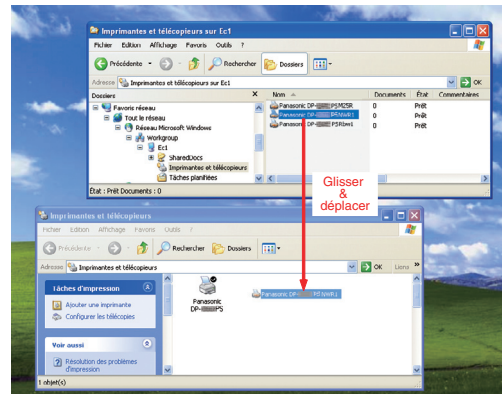 Imprimantes et télécopieurs sur Ec1
Fichier Edition Affichage Favoris Outils ?
Précédente Rechercher Dossiers
Adresse Imprimantes et télécopieurs sur Ec1 OK
Dossiers X Nom Documents État Commentaires
Favoris réseau
Tout le réseau
Réseau Microsoft Windows
Workgroup
Ec1
SharedDocs
Imprimantes et télécopieurs
Tâches planifiées
Panasonic DP- PSM25R 0 Prêt
Panasonic DP- PSNWR1 0 Prêt
Panasonic DP- 0 Prêt
État : Prêt Documents : 0
Glisser
&
déplacer
Imprimantes et télécopieurs
Fichier Edition Affichage Favoris Outils ?
Précédente Rechercher Dossiers
Adresse Imprimantes et télécopieurs OK Liens »
Tâches d'impression
Ajouter une imprimante
Configurer les télécopies
Voir aussi
Résolution des problèmes
d'impression
Panasonic
DP- PS
Panasonic DP- PSNWR1
1 objet(s)